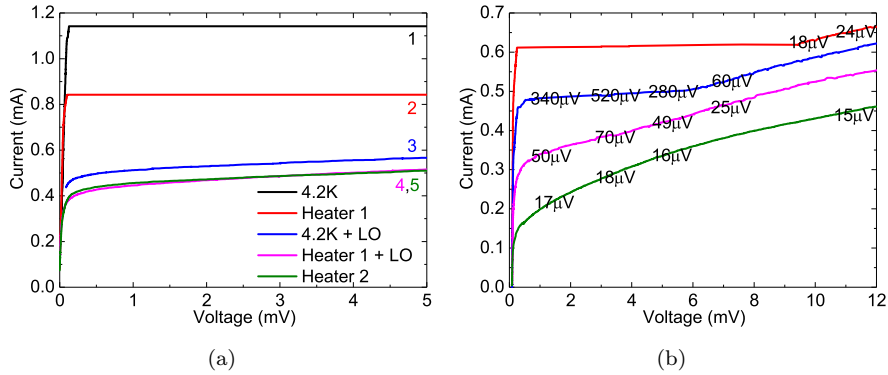 1.2
1.0
0.8
0.6
0.4
0.2
0.0
Current (mA)
0 1 2 3 4 5
Voltage (mV)
1
2
3
4,5
4.2K
Heater 1
4.2K + LO
Heater 1 + LO
Heater 2
(a)
0.7
0.6
0.5
0.4
0.3
0.2
0.1
0.0
Current (mA)
0 2 4 6 8 10 12
Voltage (mV)
18μV 24μV
340μV 520μV 280μV 60μV
50μV 70μV 49μV 25μV
17μV 18μV 16μV 15μV
(b)